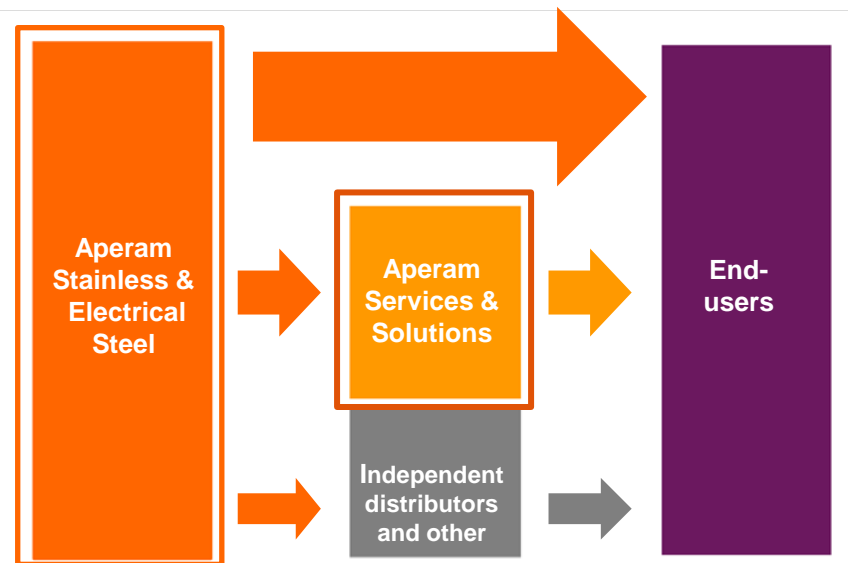 Aperam
Stainless &
Electrical
Steel
Aperam
Services &
Solutions
End-
users
Independent
distributors
and other